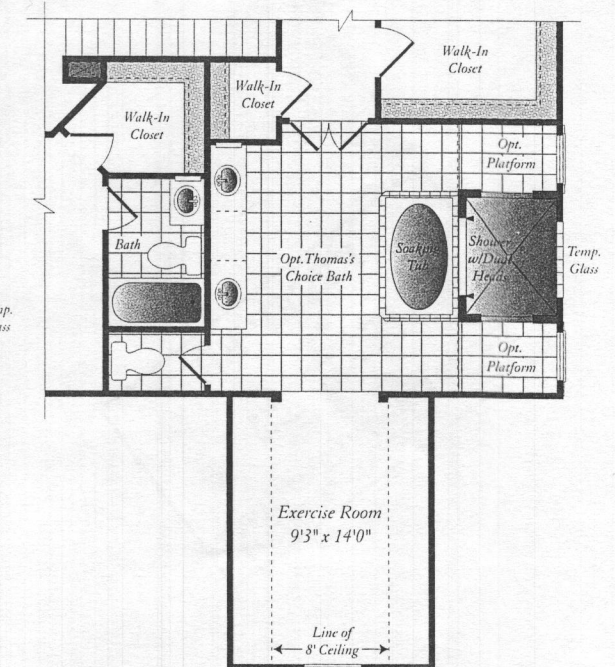 Walk-In
Closet
Walk-In
Closet
Walk-In
Closet
Opt.
Platform
Bath
Opt. Thomas's
Choice Bath
Soaking
Tub
Shower
w/Dual
Heads
Temp.
Glass
Opt.
Platform
Exercise Room
9'3" x 14'0"
Line of
8' Ceiling